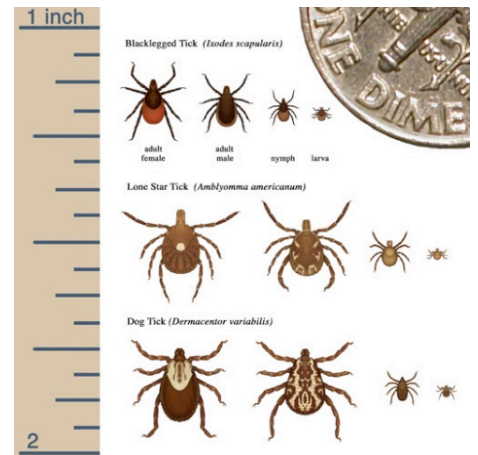 1 inch
Blacklegged Tick (Ixodes scapularis)
ONE DIME
adult female
adult male
nymph
larva
Lone Star Tick (Amblyomma americanum)
Dog Tick (Dermacentor variabilis)
2